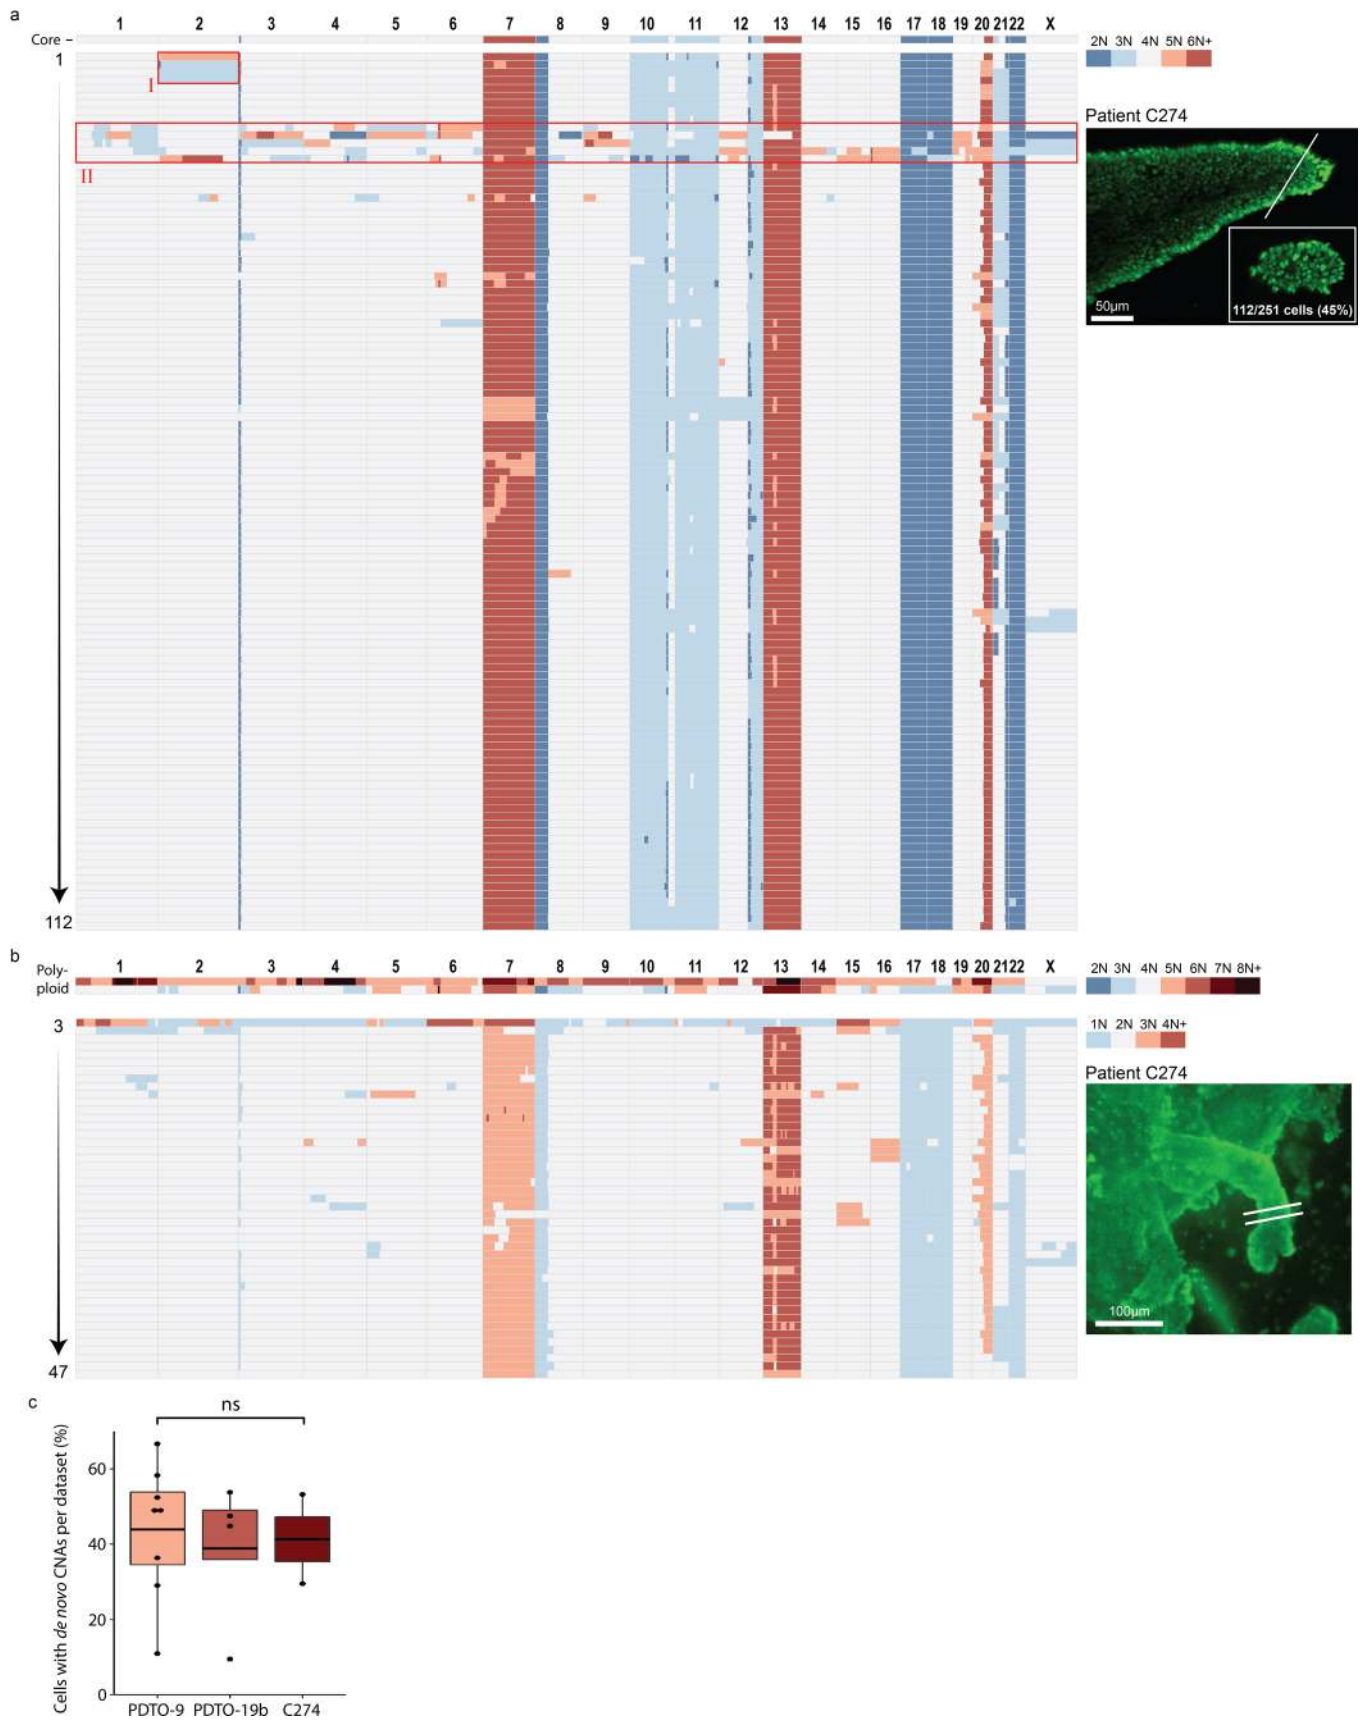 a
1 2 3 4 5 6 7 8 9 10 11 12 13 14 15 16 17 18 19 20 21 22 X
Core
2N 3N 4N 5N 6N+
1
I
II
112
Patient C274
50µm
112/251 cells (45%)
b
1 2 3 4 5 6 7 8 9 10 11 12 13 14 15 16 17 18 19 20 21 22 X
Poly-
ploid
2N 3N 4N 5N 6N 7N 8N+
3
1N 2N 3N 4N+
47
Patient C274
100µm
c
ns
Cells with de novo CNAs per dataset (%)
60
40
20
0
PDTO-9 PDTO-19b C274